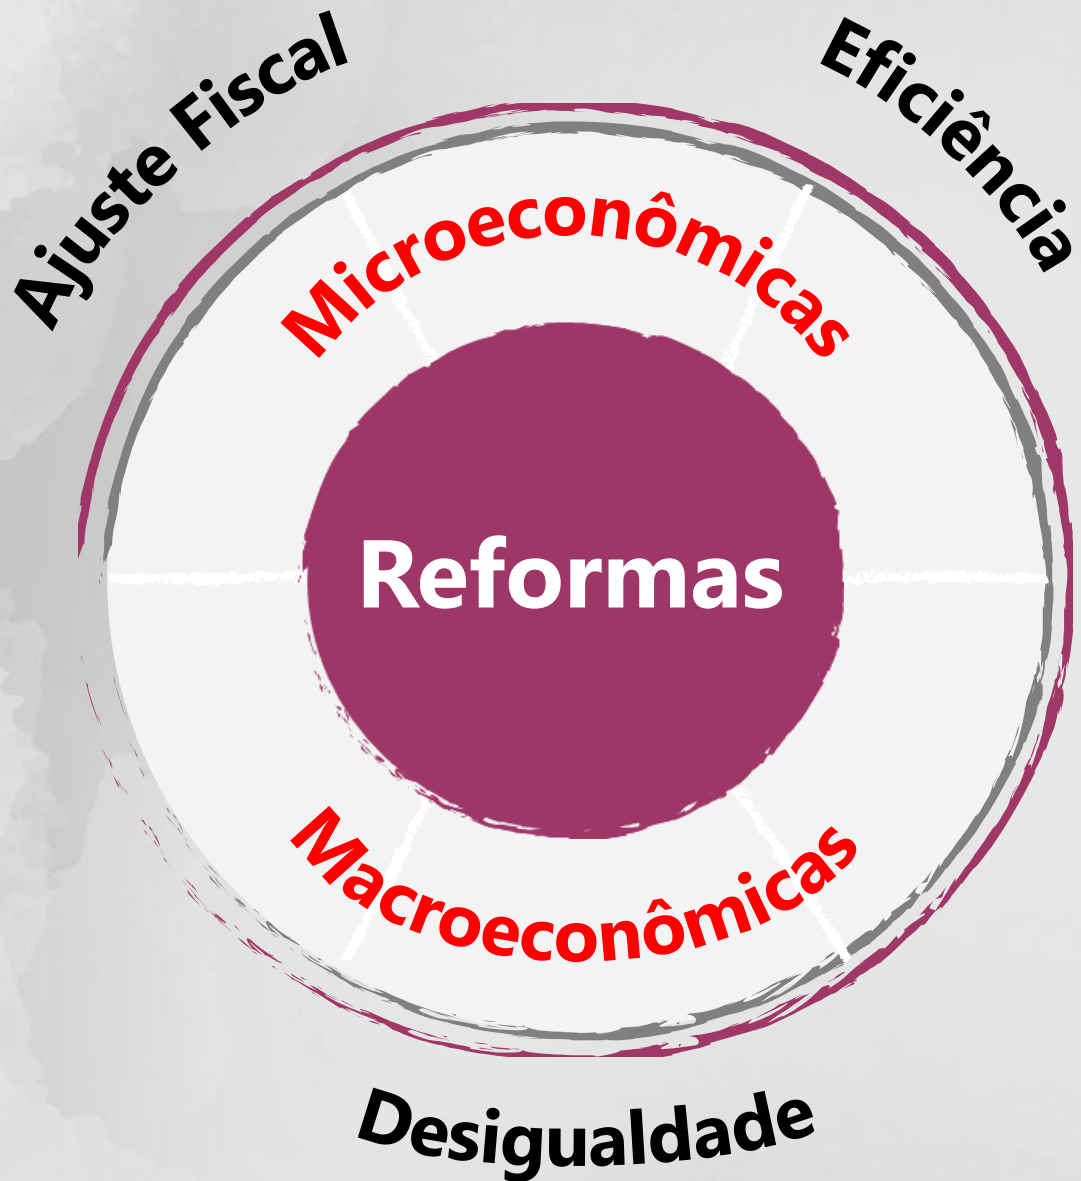 Ajuste Fiscal
Eficiência
Microeconômicas
Reformas
Macroeconômicas
Desigualdade